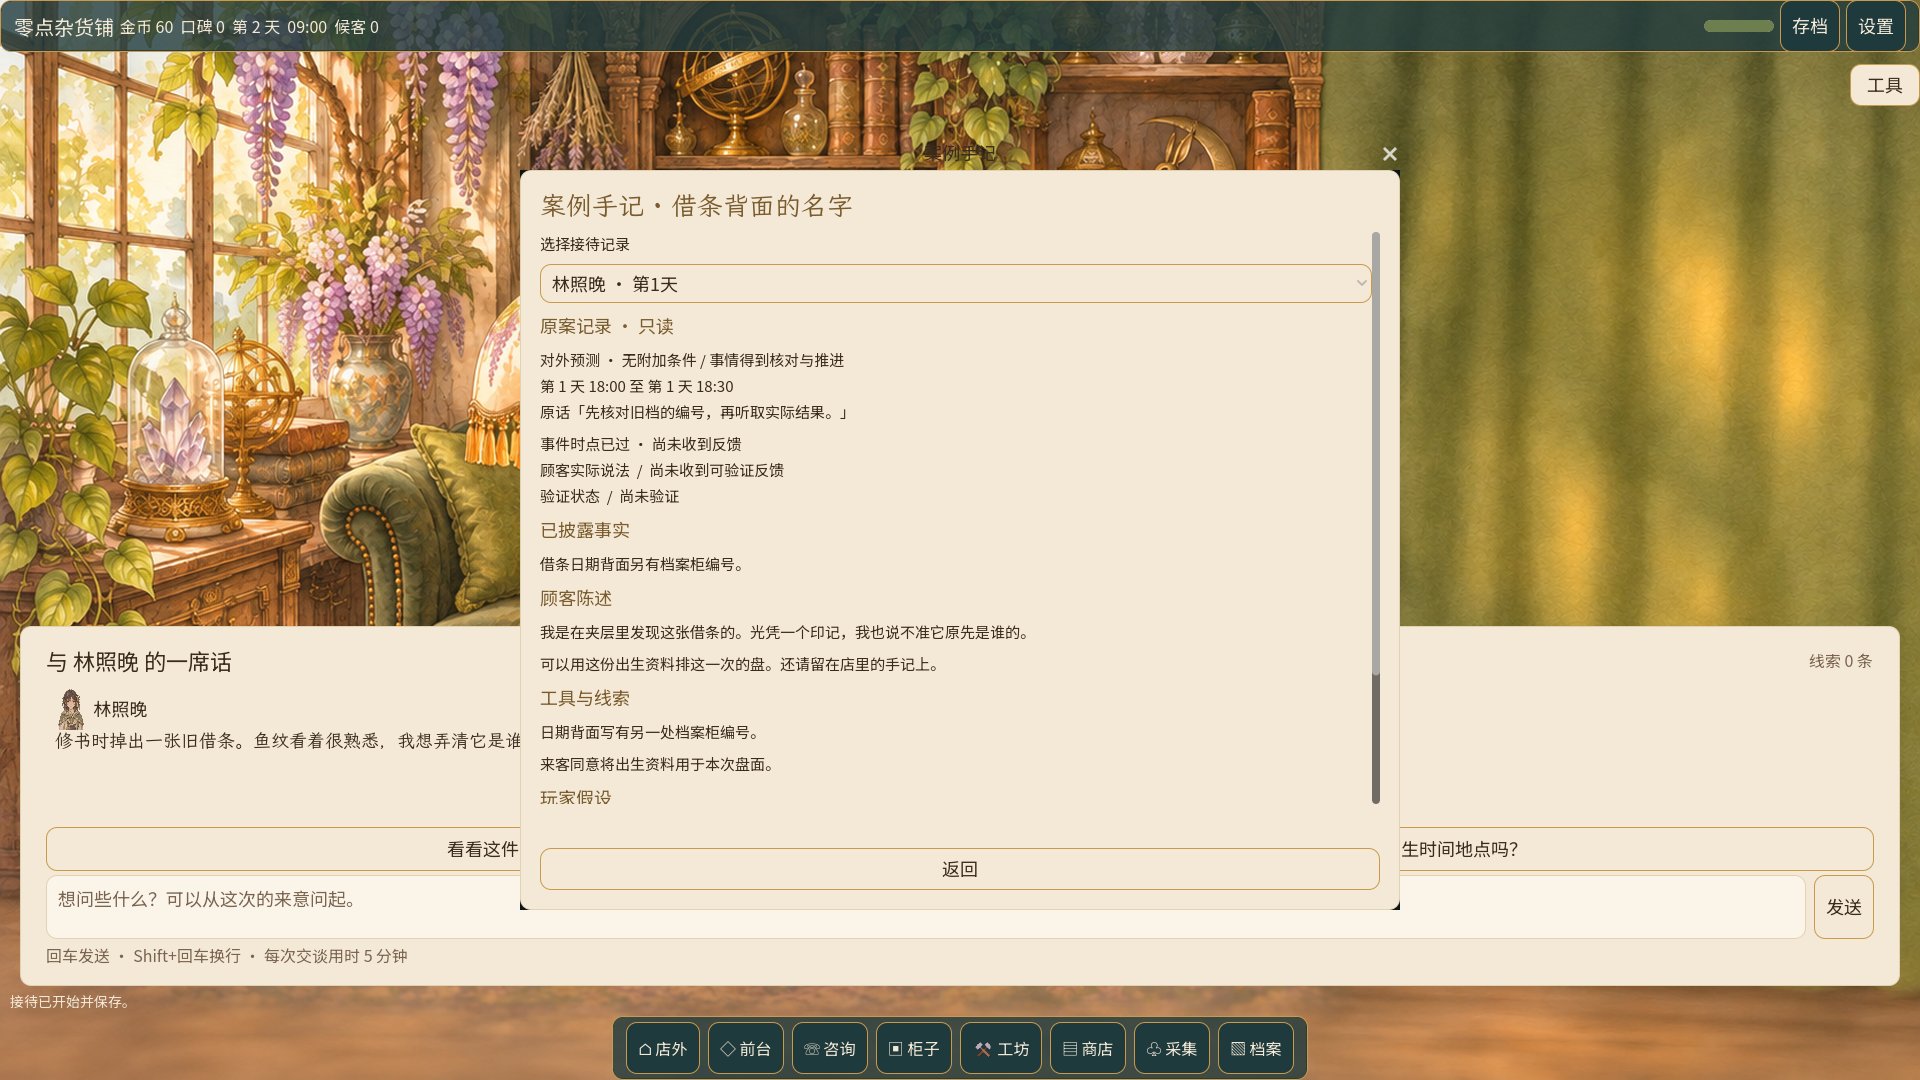 零点杂货铺 金币 60 口碑 0 第 2 天 09:00 候客 0
存档
设置
工具
案例手记
×
案例手记・借条背面的名字
选择接待记录
林照晚 · 第1天
原案记录 · 只读
对外预测 · 无附加条件 / 事情得到核对与推进
第 1 天 18:00 至 第 1 天 18:30
原话「先核对旧档的编号，再听取实际结果。」
事件时点已过 · 尚未收到反馈
顾客实际说法 / 尚未收到可验证反馈
验证状态 / 尚未验证
已披露事实
借条日期背面另有档案柜编号。
顾客陈述
我是在夹层里发现这张借条的。光凭一个印记，我也说不准它原先是谁的。
可以用这份出生资料排这一次的盘。还请留在店里的手记上。
工具与线索
日期背面写有另一处档案柜编号。
来客同意将出生资料用于本次盘面。
玩家假设
返回
与 林照晚 的一席话
线索 0 条
林照晚
修书时掉出一张旧借条。鱼纹看着很熟悉，我想弄清它是谁
看看这件
生时间地点吗？
想问些什么？可以从这次的来意问起。
发送
回车发送 · Shift+回车换行 · 每次交谈用时 5 分钟
接待已开始并保存。
店外
前台
咨询
柜子
工坊
商店
采集
档案